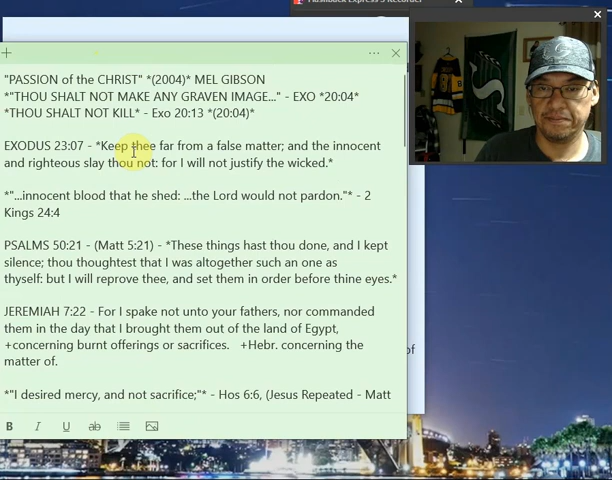 Flashback Express 5 Recorder
"PASSION of the CHRIST" *(2004)* MEL GIBSON
*"THOU SHALT NOT MAKE ANY GRAVEN IMAGE..." - EXO *20:04*
*THOU SHALT NOT KILL* - Exo 20:13 *(20:04)*
EXODUS 23:07 - *Keep thee far from a false matter; and the innocent
and righteous slay thou not: for I will not justify the wicked.*
*"...innocent blood that he shed: ...the Lord would not pardon."* - 2
Kings 24:4
PSALMS 50:21 - (Matt 5:21) - *These things hast thou done, and I kept
silence; thou thoughtest that I was altogether such an one as
thyself: but I will reprove thee, and set them in order before thine eyes.*
JEREMIAH 7:22 - For I spake not unto your fathers, nor commanded
them in the day that I brought them out of the land of Egypt,
+concerning burnt offerings or sacrifices.   +Hebr. concerning the
matter of.
of
*"I desired mercy, and not sacrifice;"* - Hos 6:6, (Jesus Repeated - Matt
B I U ab